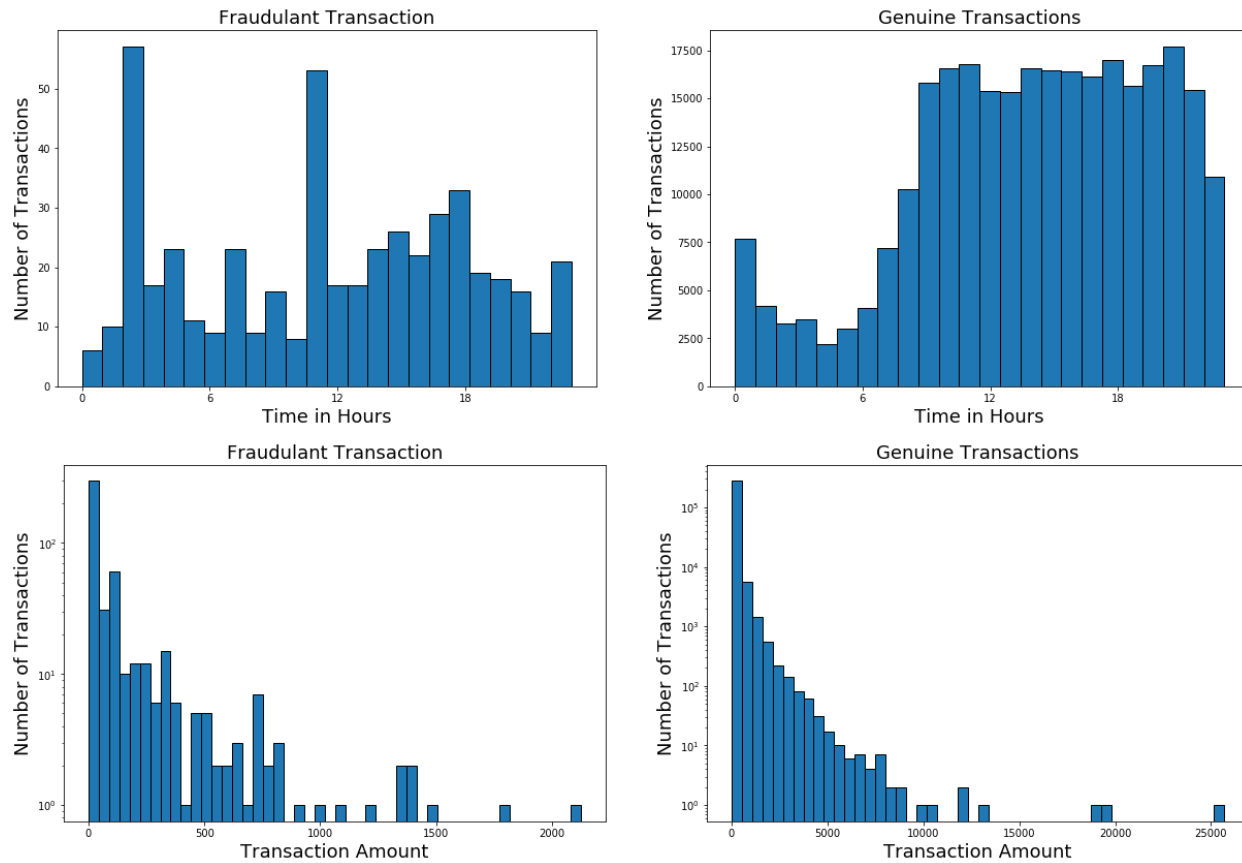 Fraudulant Transaction
Number of Transactions
50
40
30
20
10
0
0 6 12 18
Time in Hours
Genuine Transactions
Number of Transactions
17500
15000
12500
10000
7500
5000
2500
0
0 6 12 18
Time in Hours
Fraudulant Transaction
Number of Transactions
10²
10¹
10⁰
0 500 1000 1500 2000
Transaction Amount
Genuine Transactions
Number of Transactions
10⁵
10⁴
10³
10²
10¹
10⁰
0 5000 10000 15000 20000 25000
Transaction Amount